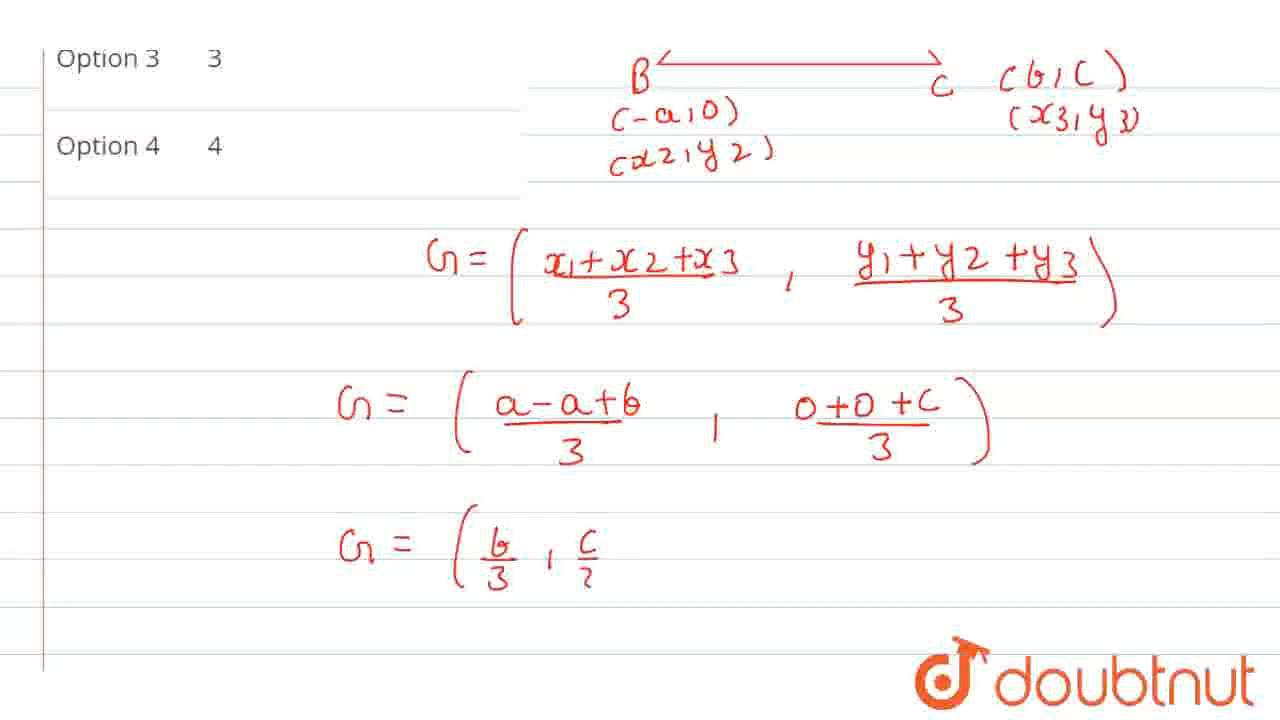 Option 3 3
B C (b, c)
(-a, 0) (x3, y3)
Option 4 4
(x2, y2)
G = ( x1+x2+x3 / 3 , y1+y2+y3 / 3 )
G = ( a-a+b / 3 , 0+0+c / 3 )
G = ( b/3 , c/
doubtnut